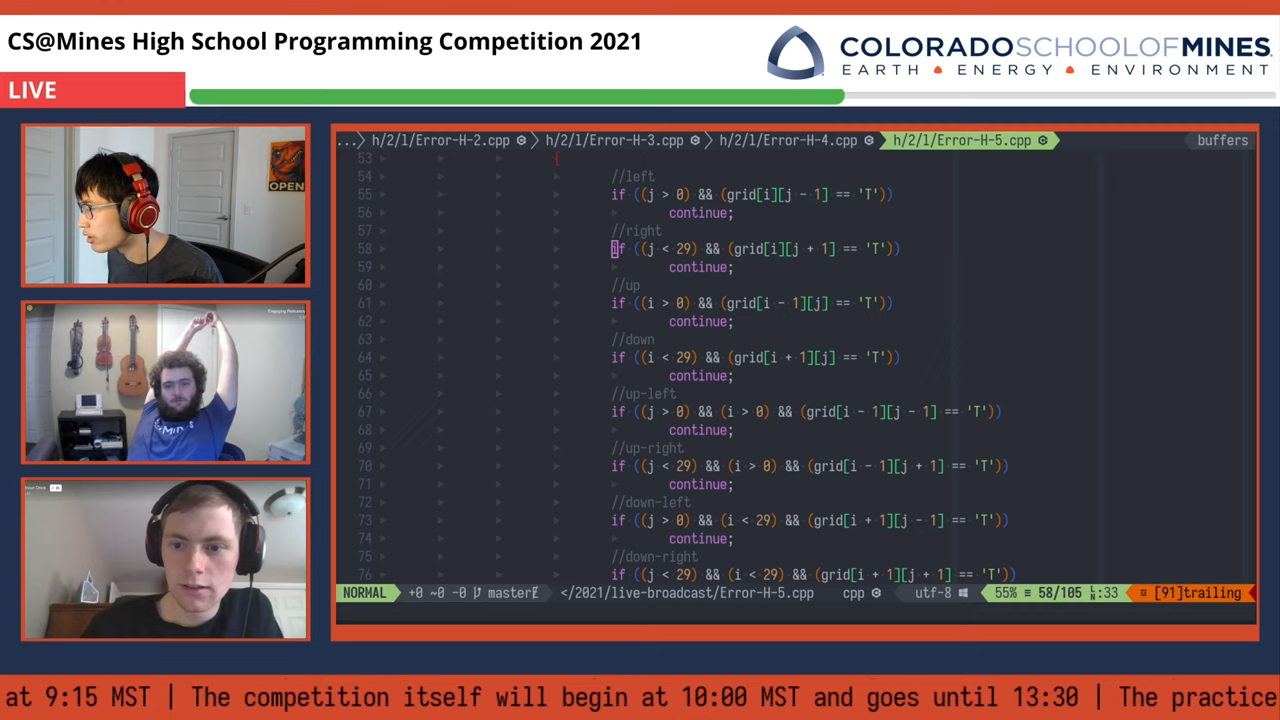 CS@Mines High School Programming Competition 2021
COLORADOSCHOOLOFMINES
EARTH • ENERGY • ENVIRONMENT
LIVE
OPEN
...〉 h/2/l/Error-H-2.cpp 〉 h/2/l/Error-H-3.cpp 〉 h/2/l/Error-H-4.cpp h/2/l/Error-H-5.cpp buffers
53 {
54 //left
55 if ((j > 0) && (grid[i][j - 1] == 'T'))
56 continue;
57 //right
58 if ((j < 29) && (grid[i][j + 1] == 'T'))
59 continue;
60 //up
61 if ((i > 0) && (grid[i - 1][j] == 'T'))
62 continue;
63 //down
64 if ((i < 29) && (grid[i + 1][j] == 'T'))
65 continue;
66 //up-left
67 if ((j > 0) && (i > 0) && (grid[i - 1][j - 1] == 'T'))
68 continue;
69 //up-right
70 if ((j < 29) && (i > 0) && (grid[i - 1][j + 1] == 'T'))
71 continue;
72 //down-left
73 if ((j > 0) && (i < 29) && (grid[i + 1][j - 1] == 'T'))
74 continue;
75 //down-right
76 if ((j < 29) && (i < 29) && (grid[i + 1][j + 1] == 'T'))
NORMAL +0 ~0 -0 master </2021/live-broadcast/Error-H-5.cpp cpp utf-8 55% ≡ 58/105 :33 ≡ [91]trailing
at 9:15 MST | The competition itself will begin at 10:00 MST and goes until 13:30 | The practice